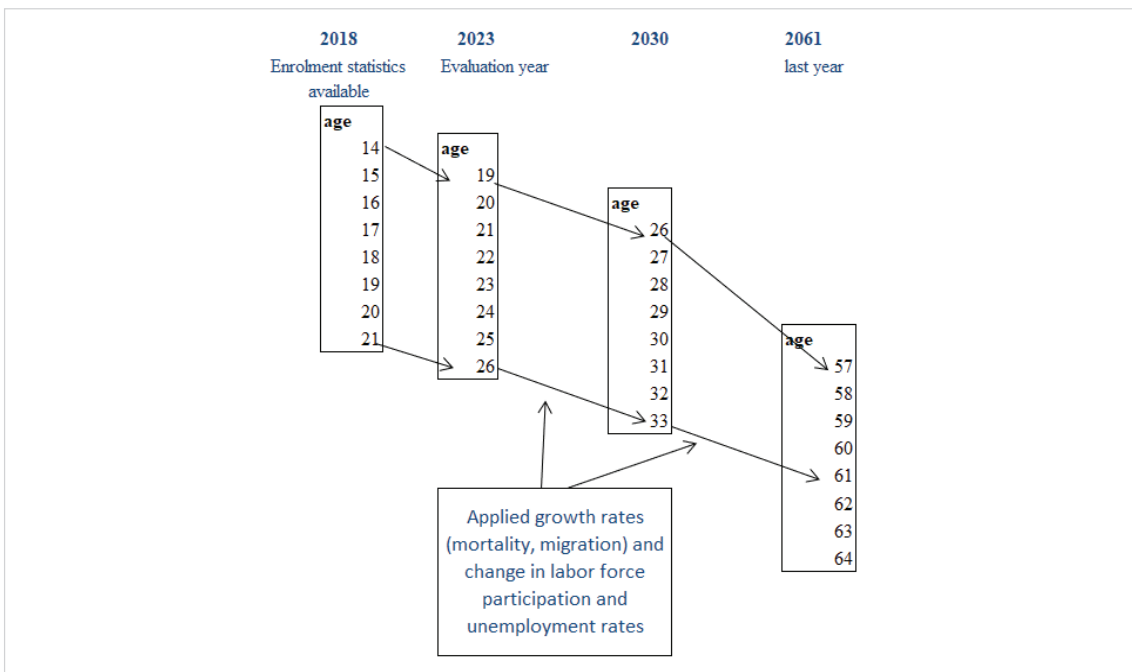 2018
Enrolment statistics
available
age
14
15
16
17
18
19
20
21
2023
Evaluation year
age
19
20
21
22
23
24
25
26
2030
age
26
27
28
29
30
31
32
33
2061
last year
age
57
58
59
60
61
62
63
64
Applied growth rates
(mortality, migration) and
change in labor force
participation and
unemployment rates